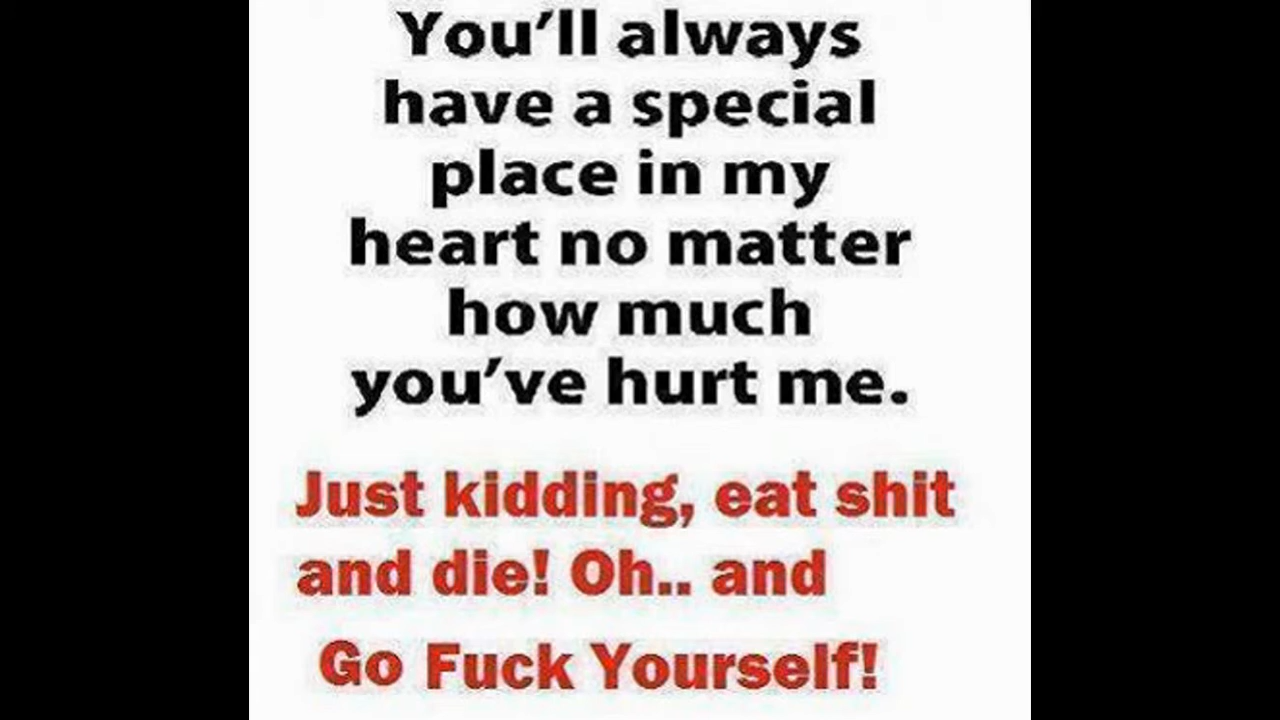 You’ll always
have a special
place in my
heart no matter
how much
you’ve hurt me.
Just kidding, eat shit
and die! Oh.. and
Go Fuck Yourself!